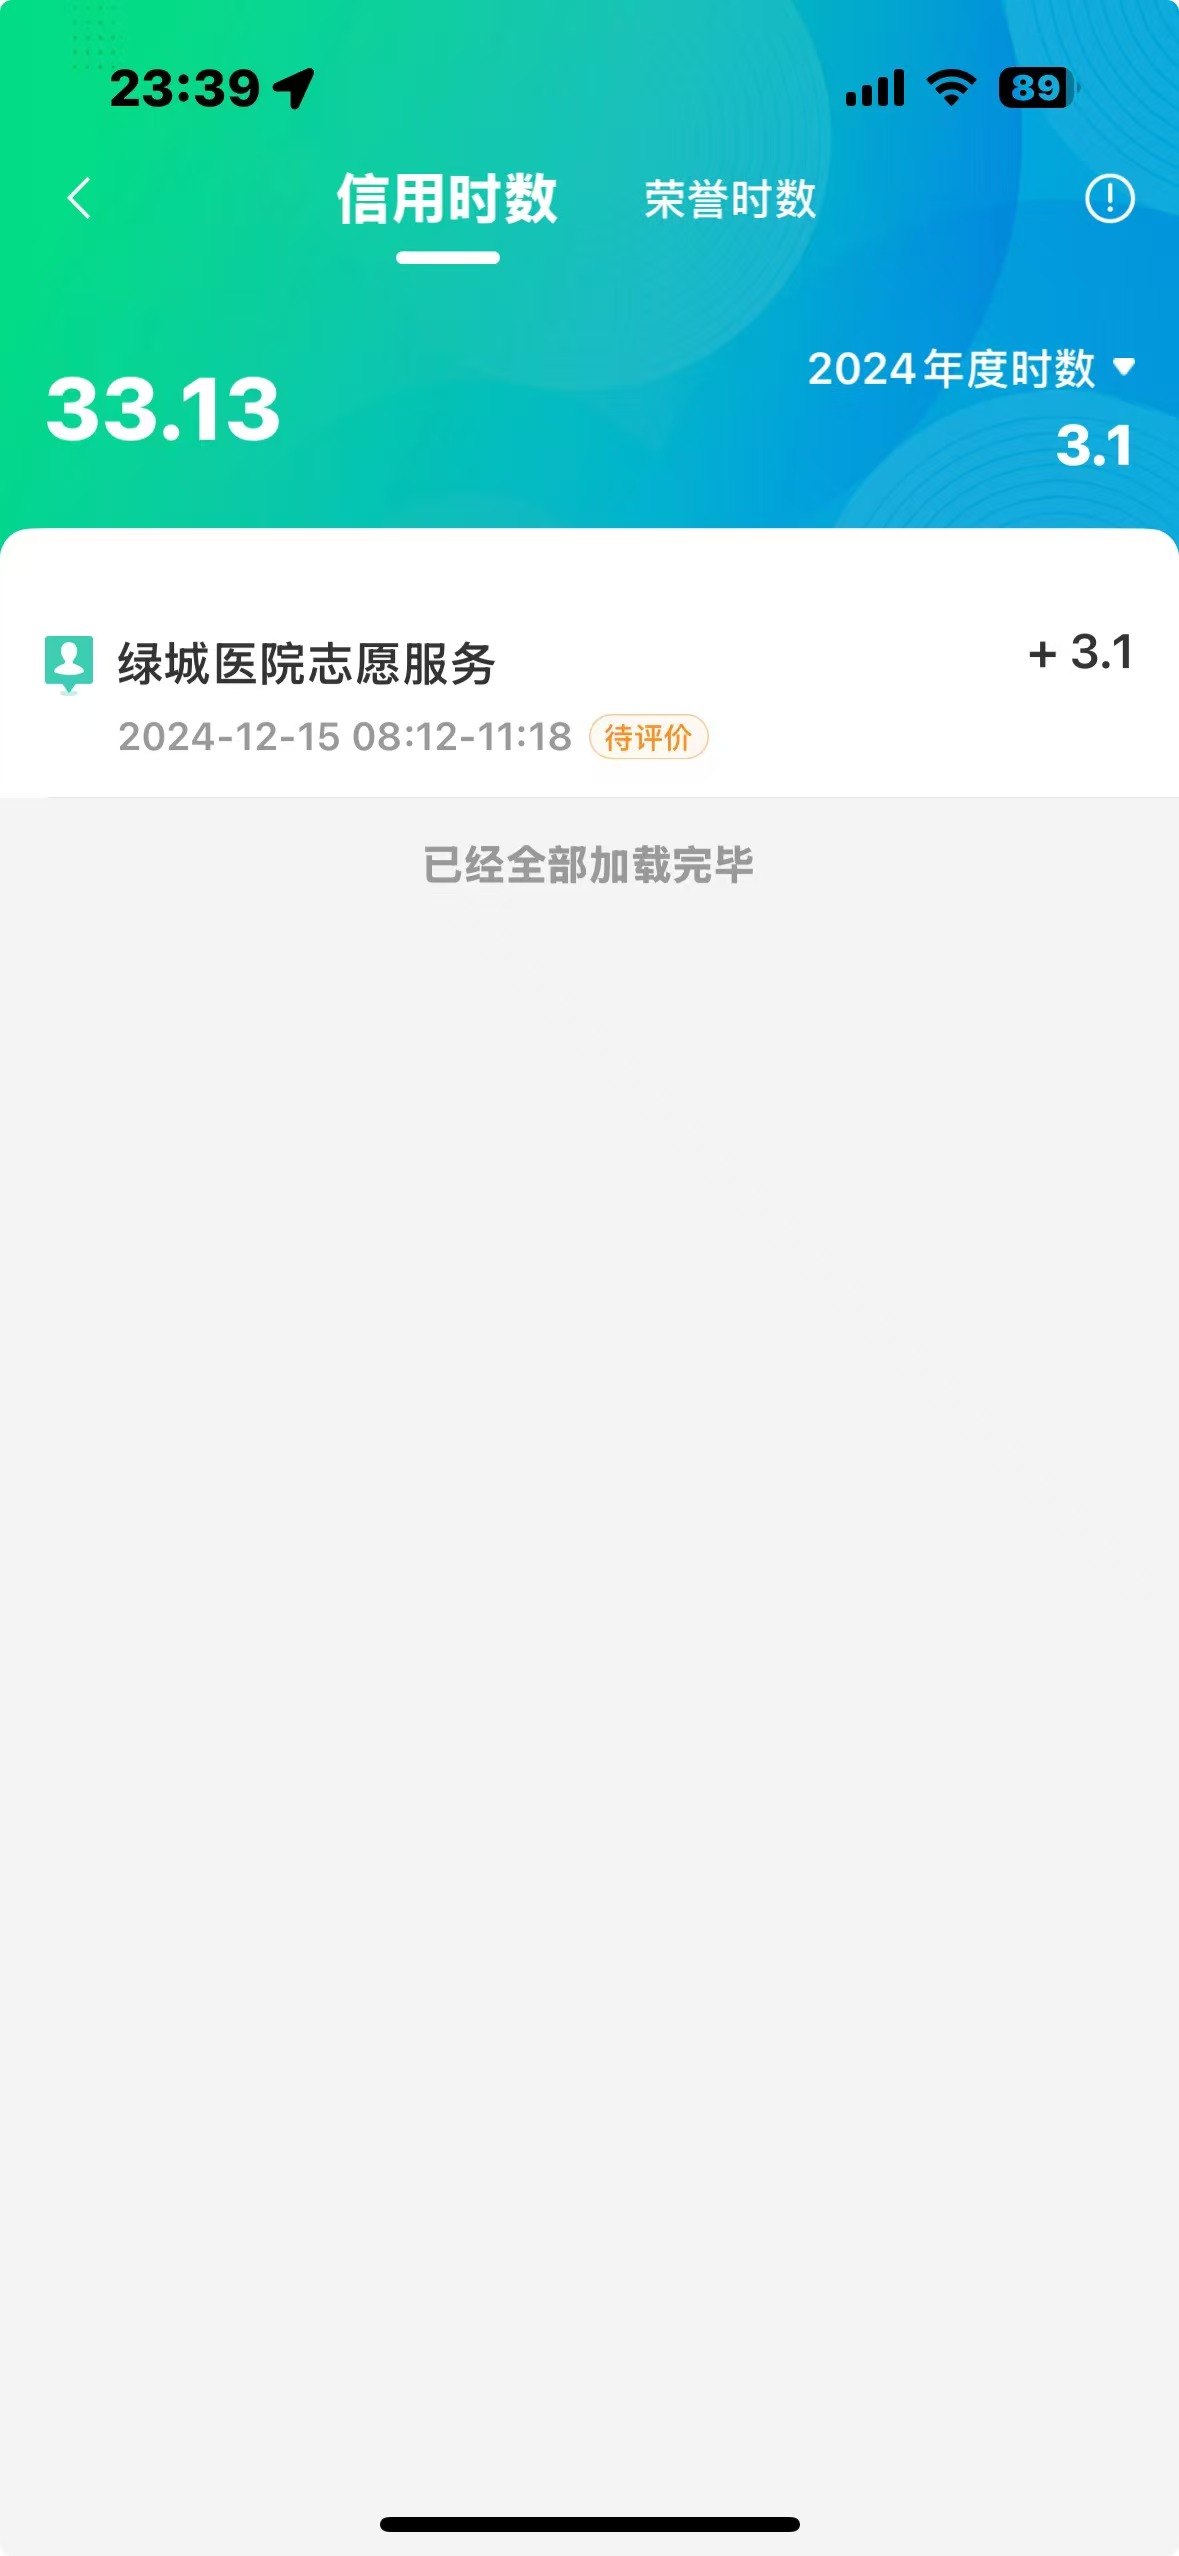 23:39
89
信用时数 荣誉时数
33.13
2024年度时数
3.1
绿城医院志愿服务
+ 3.1
2024-12-15 08:12-11:18 待评价
已经全部加载完毕